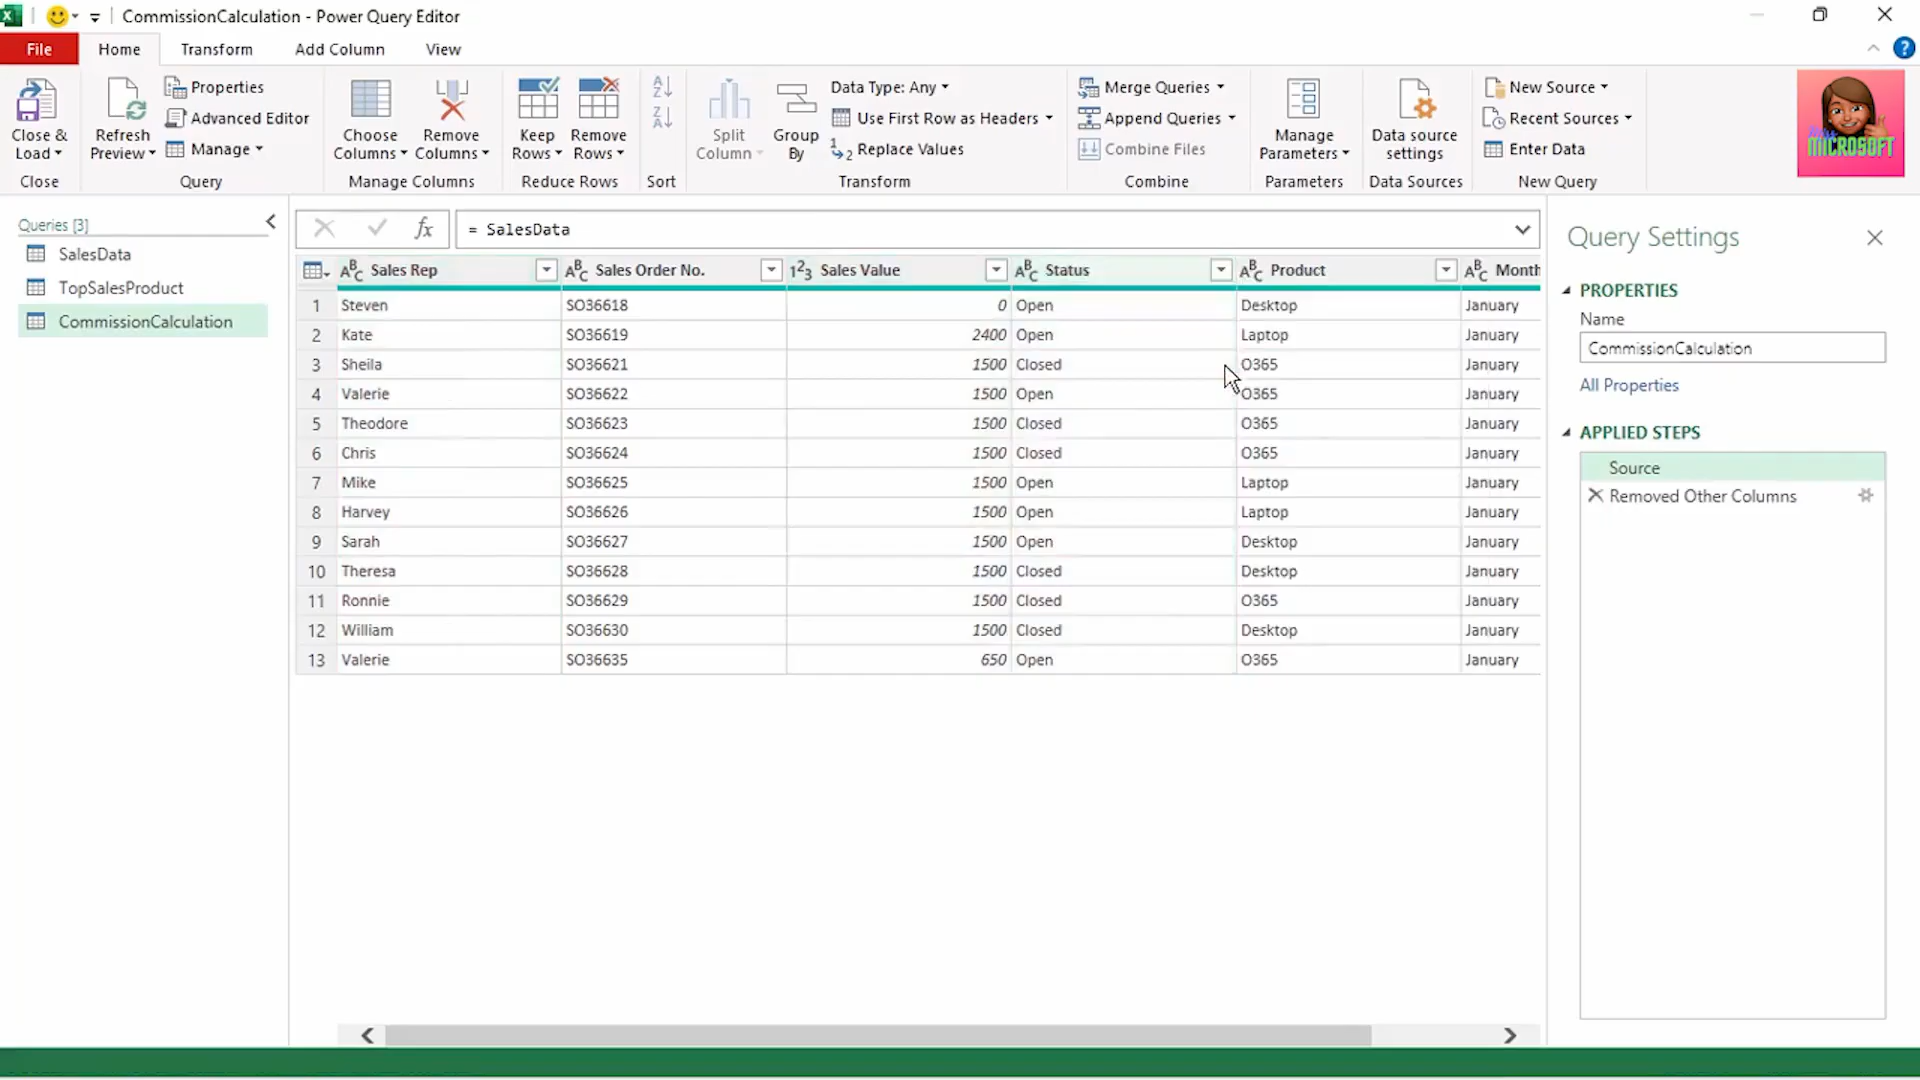 CommissionCalculation - Power Query Editor
File
Home
Transform
Add Column
View
?
Close & Load
Close
Refresh Preview
Properties
Advanced Editor
Manage
Query
Choose Columns
Remove Columns
Manage Columns
Keep Rows
Remove Rows
Reduce Rows
Sort
Split Column
Group By
Data Type: Any
Use First Row as Headers
Replace Values
Transform
Merge Queries
Append Queries
Combine Files
Combine
Manage Parameters
Parameters
Data source settings
Data Sources
New Source
Recent Sources
Enter Data
New Query
MICROSOFT
Queries [3]
SalesData
TopSalesProduct
CommissionCalculation
fx = SalesData
Sales Rep Sales Order No. Sales Value Status Product Month
1 Steven SO36618 0 Open Desktop January
2 Kate SO36619 2400 Open Laptop January
3 Sheila SO36621 1500 Closed O365 January
4 Valerie SO36622 1500 Open O365 January
5 Theodore SO36623 1500 Closed O365 January
6 Chris SO36624 1500 Closed O365 January
7 Mike SO36625 1500 Open Laptop January
8 Harvey SO36626 1500 Open Laptop January
9 Sarah SO36627 1500 Open Desktop January
10 Theresa SO36628 1500 Closed Desktop January
11 Ronnie SO36629 1500 Closed O365 January
12 William SO36630 1500 Closed Desktop January
13 Valerie SO36635 650 Open O365 January
Query Settings
PROPERTIES
Name
CommissionCalculation
All Properties
APPLIED STEPS
Source
Removed Other Columns